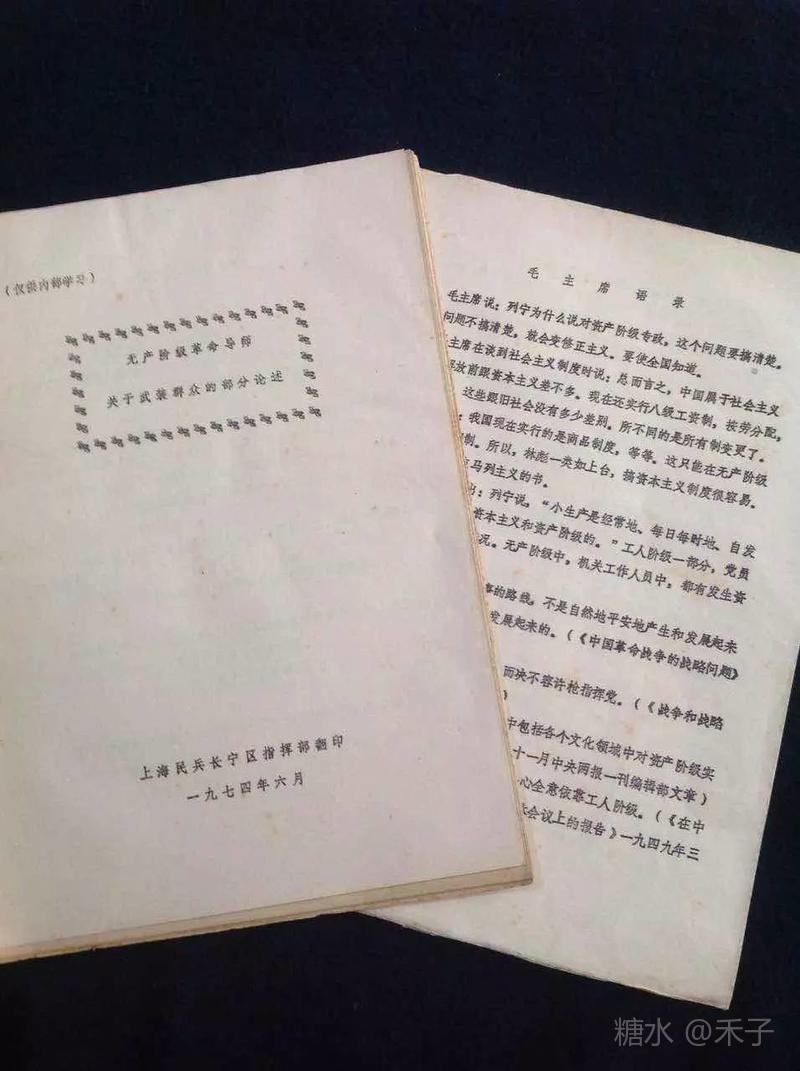 （仅供内部学习）
无产阶级革命导师
关于武装群众的部分论述
上海民兵长宁区指挥部翻印
一九七四年六月
毛主席语录
毛主席说：列宁为什么说对资产阶级专政，这个问题要搞清楚。
问题不搞清楚，就会变修正主义。要使全国知道。
主席在谈到社会主义制度时说：总而言之，中国属于社会主义
放前跟资本主义差不多。现在还实行八级工资制，按劳分配，
这些跟旧社会没有多少差别。所不同的是所有制变更了。
：我国现在实行的是商品制度，等等。这只能在无产阶级
制。所以，林彪一类如上台，搞资本主义制度很容易。
马列主义的书。
出：列宁说，“小生产是经常地、每日每时地、自发
资本主义和资产阶级的。”工人阶级一部分，党员
况。无产阶级中，机关工作人员中，都有发生资
的路线，不是自然地平安地产生和发展起来
发展起来的。（《中国革命战争的战略问题》
而决不容许枪指挥党。（《战争和战略
》
中包括各个文化领域中对资产阶级实
十一月中央两报一刊编辑部文章）
心全意依靠工人阶级。（《在中
会议上的报告》一九四九年三
糖水 @禾子